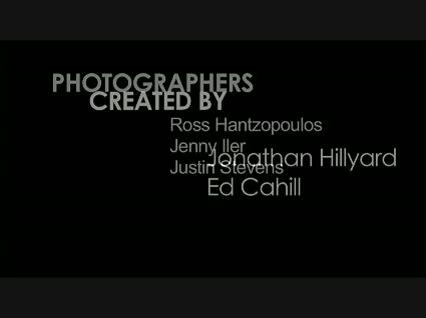 PHOTOGRAPHERS
CREATED BY
Ross Hantzopoulos
Jenny Iler
Jonathan Hillyard
Justin Stevens
Ed Cahill